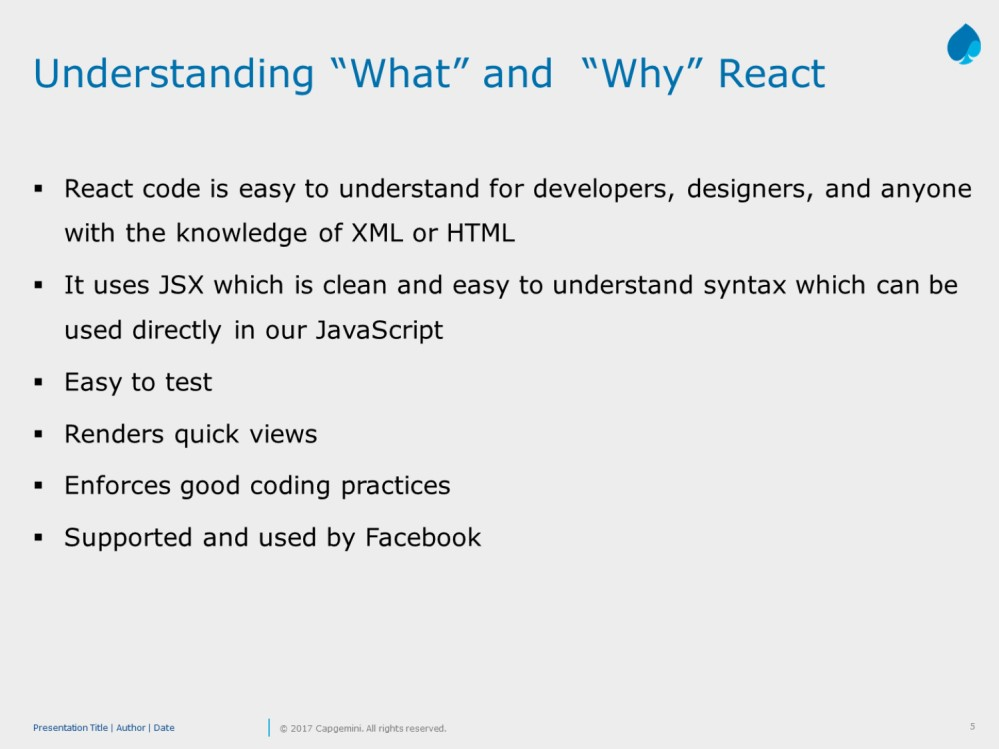 Understanding “What” and  “Why” React
▪ React code is easy to understand for developers, designers, and anyone
with the knowledge of XML or HTML
▪ It uses JSX which is clean and easy to understand syntax which can be
used directly in our JavaScript
▪ Easy to test
▪ Renders quick views
▪ Enforces good coding practices
▪ Supported and used by Facebook
Presentation Title | Author | Date
© 2017 Capgemini. All rights reserved.
5